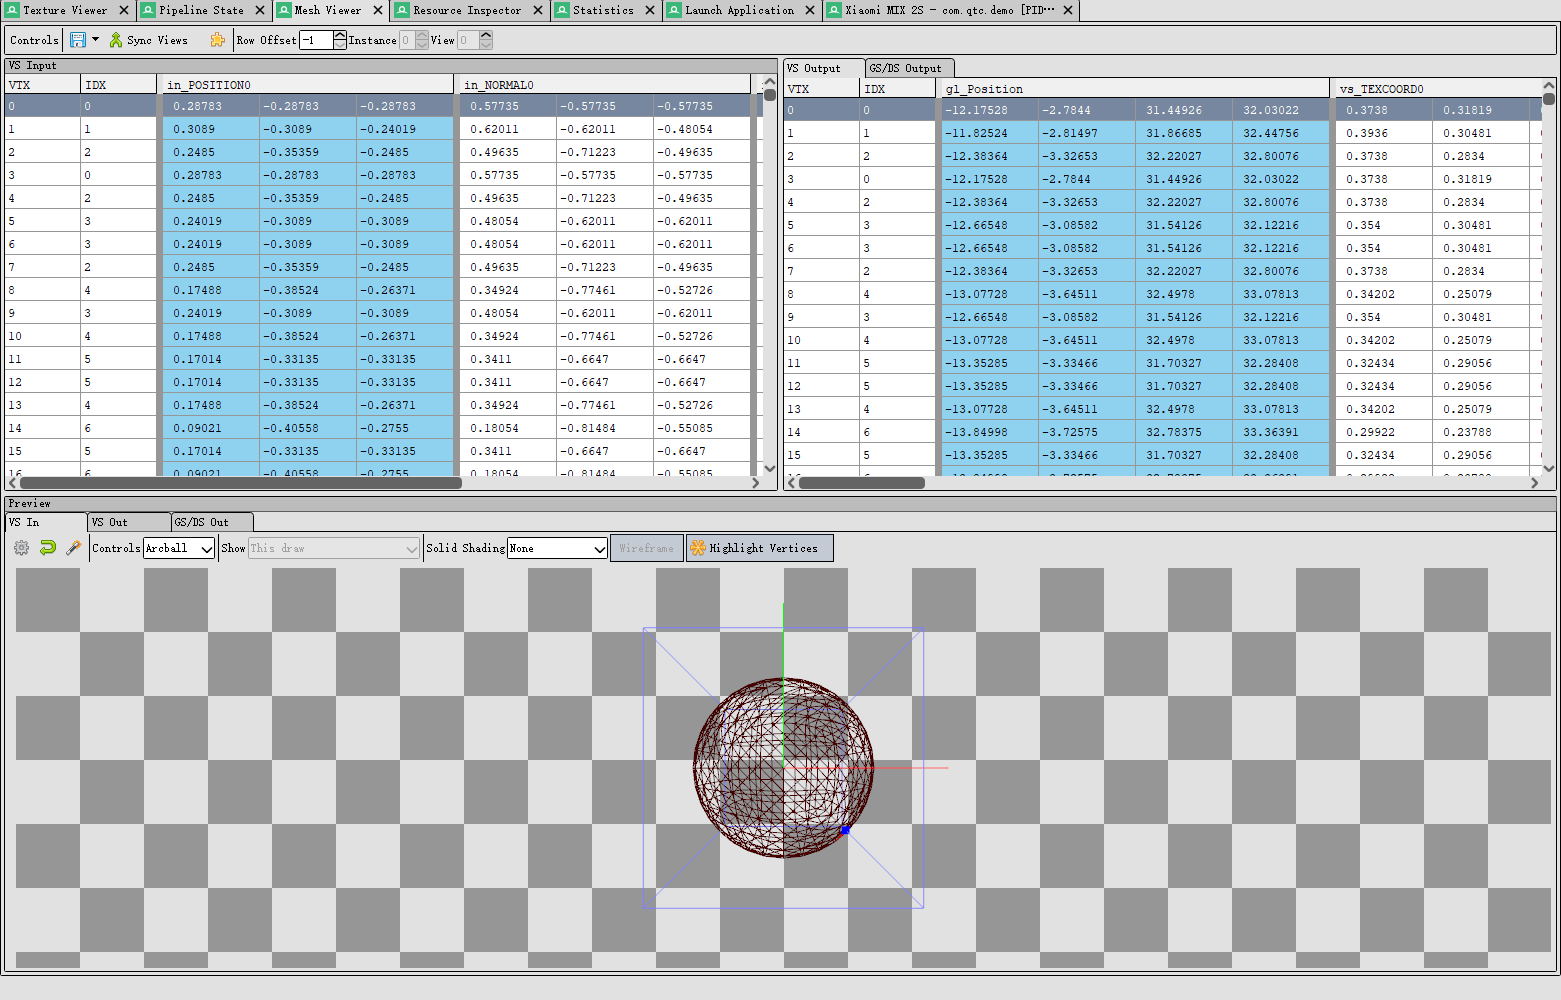 Texture Viewer Pipeline State Mesh Viewer Resource Inspector Statistics Launch Application Xiaomi MIX 2S - com.qtc.demo [PID…
Controls Sync Views Row Offset -1 Instance 0 View 0
VS Input
VTX IDX in_POSITION0 in_NORMAL0
0 0 0.28783 -0.28783 -0.28783 0.57735 -0.57735 -0.57735
1 1 0.3089 -0.3089 -0.24019 0.62011 -0.62011 -0.48054
2 2 0.2485 -0.35359 -0.2485 0.49635 -0.71223 -0.49635
3 0 0.28783 -0.28783 -0.28783 0.57735 -0.57735 -0.57735
4 2 0.2485 -0.35359 -0.2485 0.49635 -0.71223 -0.49635
5 3 0.24019 -0.3089 -0.3089 0.48054 -0.62011 -0.62011
6 3 0.24019 -0.3089 -0.3089 0.48054 -0.62011 -0.62011
7 2 0.2485 -0.35359 -0.2485 0.49635 -0.71223 -0.49635
8 4 0.17488 -0.38524 -0.26371 0.34924 -0.77461 -0.52726
9 3 0.24019 -0.3089 -0.3089 0.48054 -0.62011 -0.62011
10 4 0.17488 -0.38524 -0.26371 0.34924 -0.77461 -0.52726
11 5 0.17014 -0.33135 -0.33135 0.3411 -0.6647 -0.6647
12 5 0.17014 -0.33135 -0.33135 0.3411 -0.6647 -0.6647
13 4 0.17488 -0.38524 -0.26371 0.34924 -0.77461 -0.52726
14 6 0.09021 -0.40558 -0.2755 0.18054 -0.81484 -0.55085
15 5 0.17014 -0.33135 -0.33135 0.3411 -0.6647 -0.6647
16 6 0.09021 -0.40558 -0.2755 0.18054 -0.81484 -0.55085
VS Output GS/DS Output
VTX IDX gl_Position vs_TEXCOORD0
0 0 -12.17528 -2.7844 31.44926 32.03022 0.3738 0.31819
1 1 -11.82524 -2.81497 31.86685 32.44756 0.3936 0.30481
2 2 -12.38364 -3.32653 32.22027 32.80076 0.3738 0.2834
3 0 -12.17528 -2.7844 31.44926 32.03022 0.3738 0.31819
4 2 -12.38364 -3.32653 32.22027 32.80076 0.3738 0.2834
5 3 -12.66548 -3.08582 31.54126 32.12216 0.354 0.30481
6 3 -12.66548 -3.08582 31.54126 32.12216 0.354 0.30481
7 2 -12.38364 -3.32653 32.22027 32.80076 0.3738 0.2834
8 4 -13.07728 -3.64511 32.4978 33.07813 0.34202 0.25079
9 3 -12.66548 -3.08582 31.54126 32.12216 0.354 0.30481
10 4 -13.07728 -3.64511 32.4978 33.07813 0.34202 0.25079
11 5 -13.35285 -3.33466 31.70327 32.28408 0.32434 0.29056
12 5 -13.35285 -3.33466 31.70327 32.28408 0.32434 0.29056
13 4 -13.07728 -3.64511 32.4978 33.07813 0.34202 0.25079
14 6 -13.84998 -3.72575 32.78375 33.36391 0.29922 0.23788
15 5 -13.35285 -3.33466 31.70327 32.28408 0.32434 0.29056
Preview
VS In VS Out GS/DS Out
Controls Arcball Show This draw Solid Shading None Wireframe Highlight Vertices